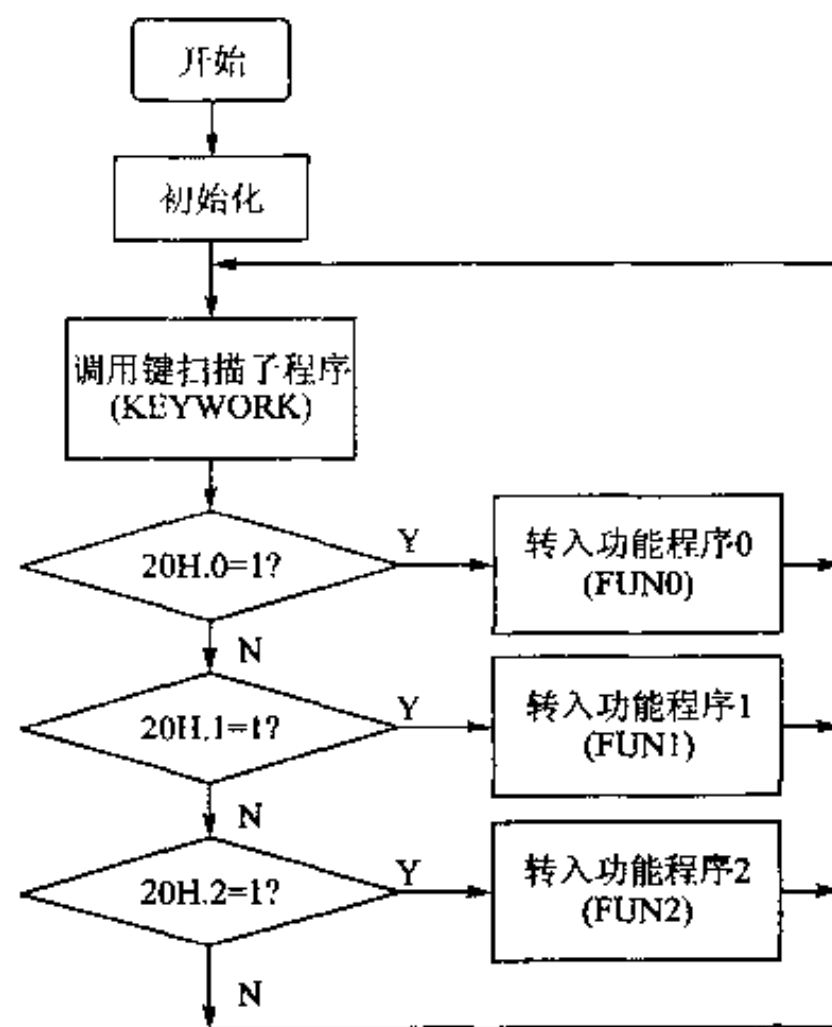 开始
初始化
调用键扫描子程序
(KEYWORK)
20H.0=1?
Y
转入功能程序0
(FUN0)
N
20H.1=1?
Y
转入功能程序1
(FUN1)
N
20H.2=1?
Y
转入功能程序2
(FUN2)
N